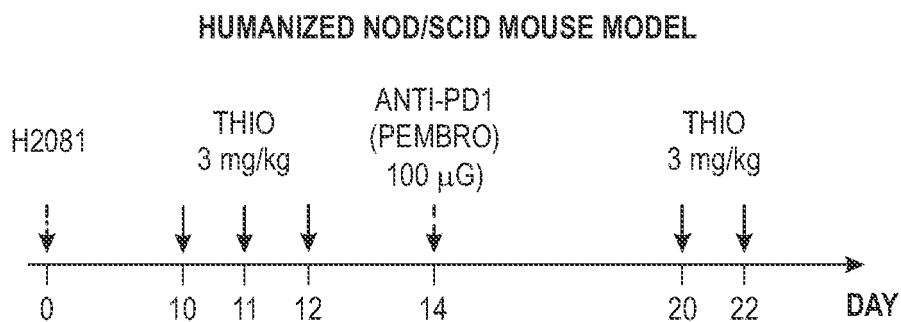 HUMANIZED NOD/SCID MOUSE MODEL
H2081
THIO
3 mg/kg
ANTI-PD1
(PEMBRO)
100 μG)
THIO
3 mg/kg
0 10 11 12 14 20 22 DAY